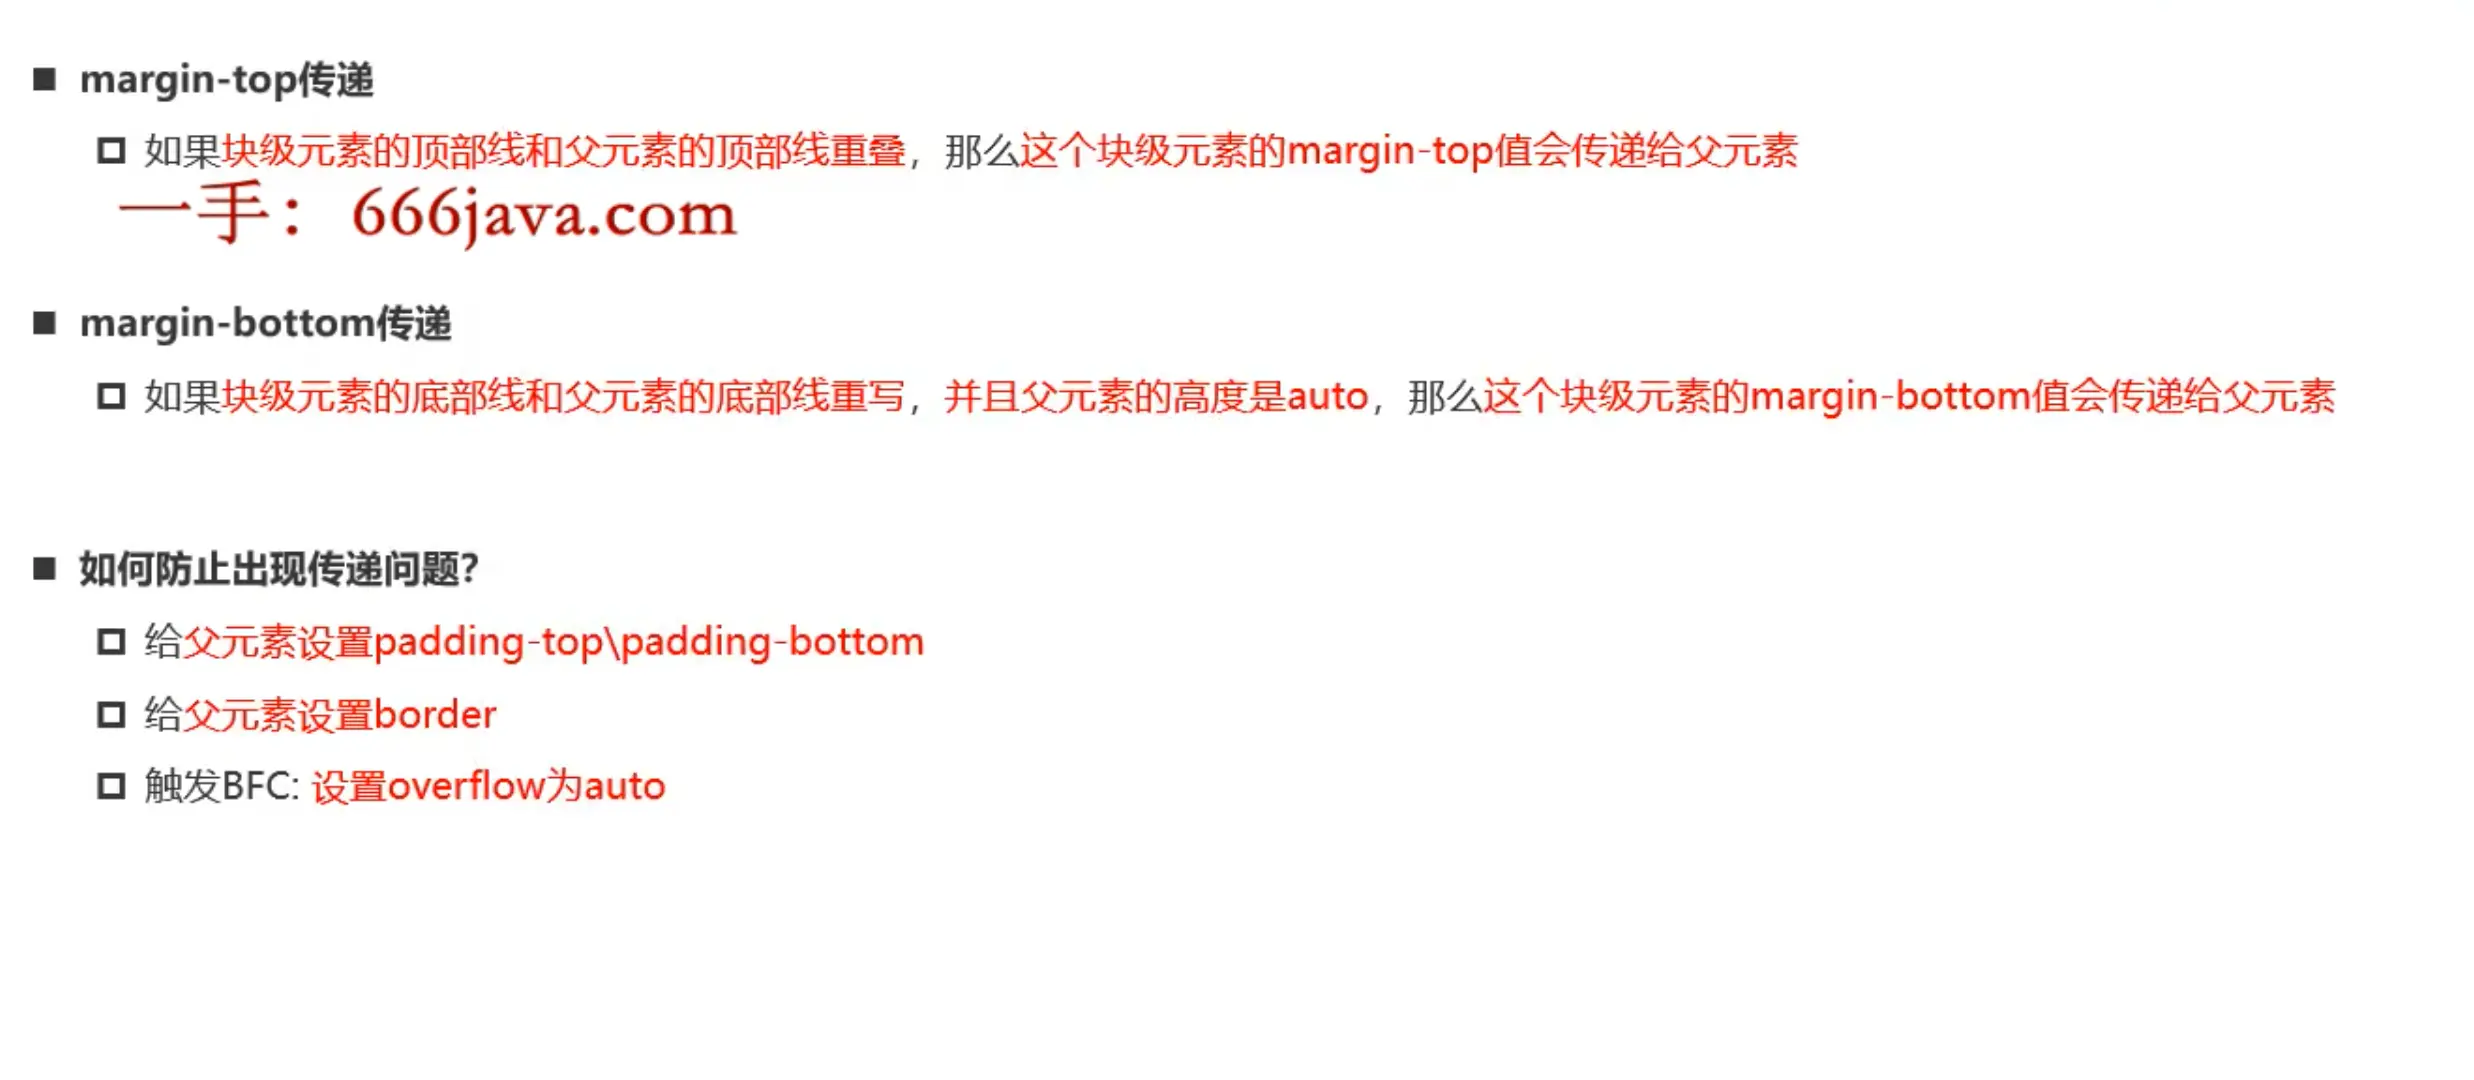 margin-top传递
如果块级元素的顶部线和父元素的顶部线重叠，那么这个块级元素的margin-top值会传递给父元素
一手：666java.com
margin-bottom传递
如果块级元素的底部线和父元素的底部线重写，并且父元素的高度是auto，那么这个块级元素的margin-bottom值会传递给父元素
如何防止出现传递问题？
给父元素设置padding-top\padding-bottom
给父元素设置border
触发BFC: 设置overflow为auto